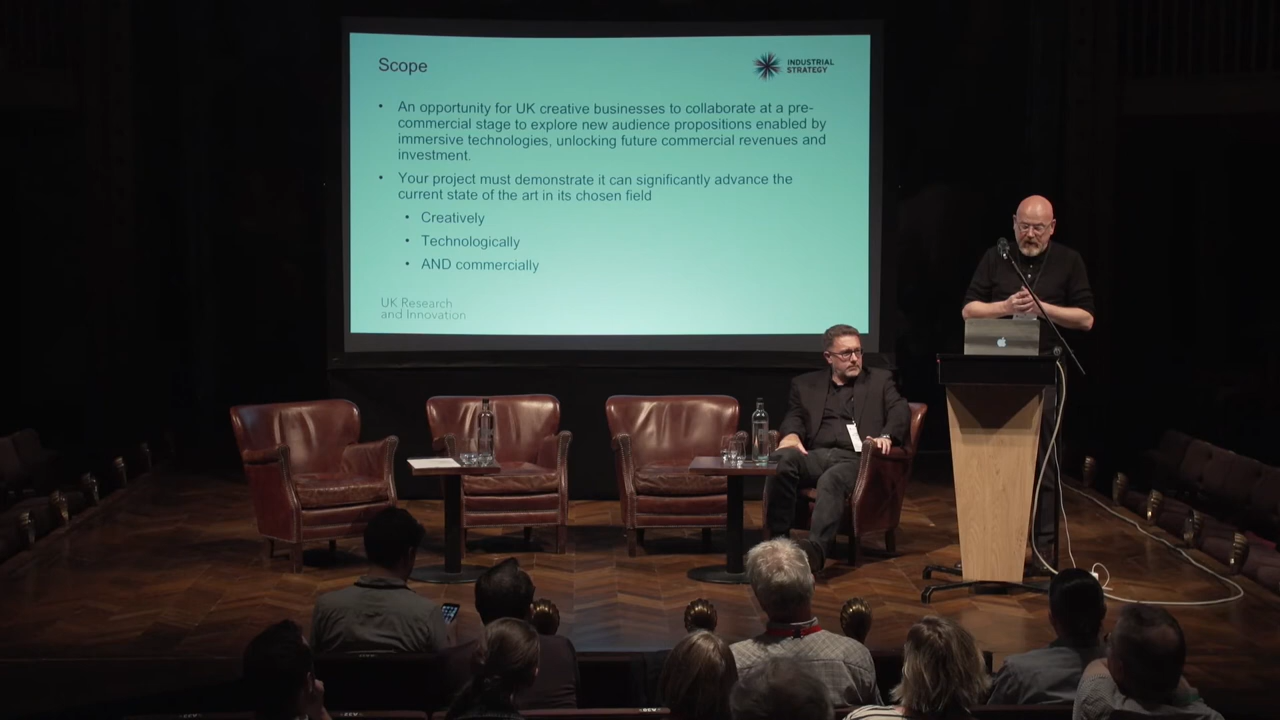 Scope
INDUSTRIAL
STRATEGY
• An opportunity for UK creative businesses to collaborate at a pre-
commercial stage to explore new audience propositions enabled by
immersive technologies, unlocking future commercial revenues and
investment.
• Your project must demonstrate it can significantly advance the
current state of the art in its chosen field
• Creatively
• Technologically
• AND commercially
UK Research
and Innovation